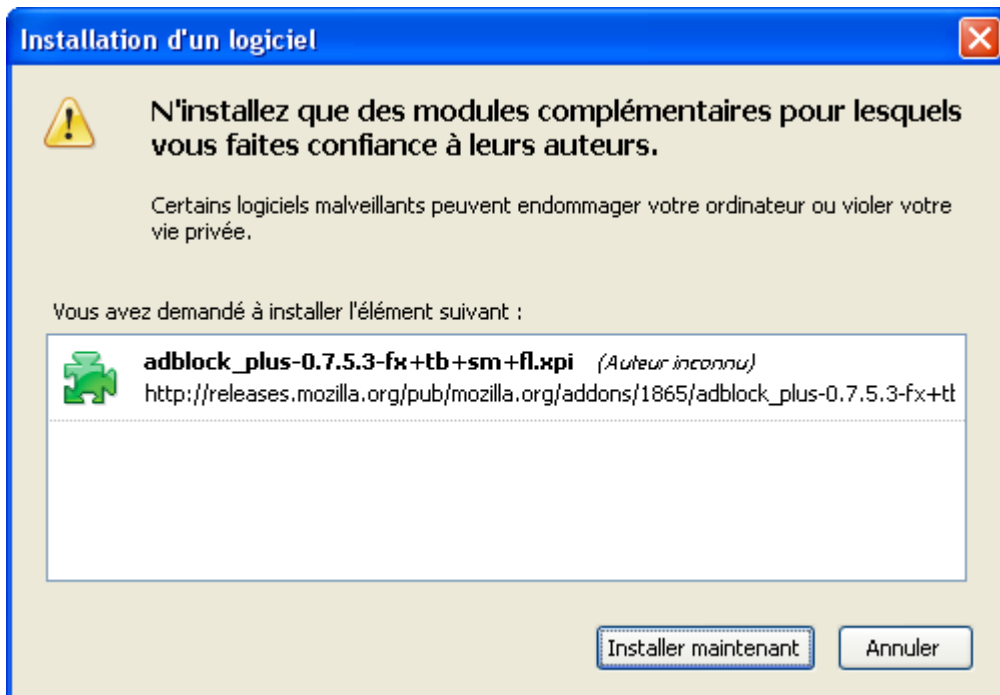 Installation d'un logiciel
N'installez que des modules complémentaires pour lesquels
vous faites confiance à leurs auteurs.
Certains logiciels malveillants peuvent endommager votre ordinateur ou violer votre
vie privée.
Vous avez demandé à installer l'élément suivant :
adblock_plus-0.7.5.3-fx+tb+sm+fl.xpi (Auteur inconnu)
http://releases.mozilla.org/pub/mozilla.org/addons/1865/adblock_plus-0.7.5.3-fx+tb
Installer maintenant Annuler